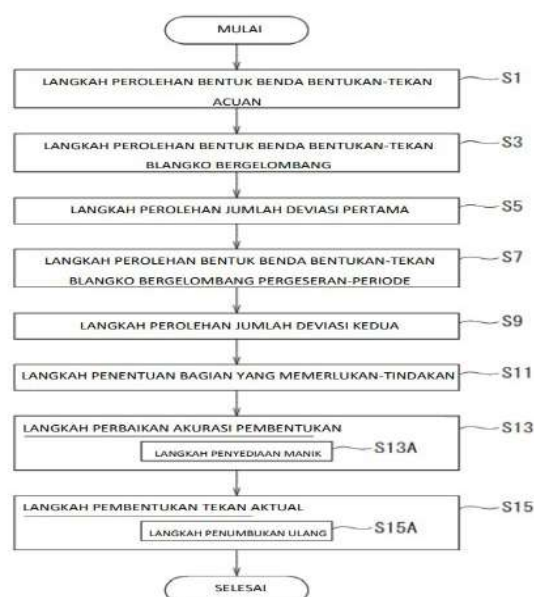 MULAI
LANGKAH PEROLEHAN BENTUK BENDA BENTUKAN-TEKAN
ACUAN
S1
LANGKAH PEROLEHAN BENTUK BENDA BENTUKAN-TEKAN
BLANGKO BERGELOMBANG
S3
LANGKAH PEROLEHAN JUMLAH DEVIASI PERTAMA
S5
LANGKAH PEROLEHAN BENTUK BENDA BENTUKAN-TEKAN
BLANGKO BERGELOMBANG PERGESERAN-PERIODE
S7
LANGKAH PEROLEHAN JUMLAH DEVIASI KEDUA
S9
LANGKAH PENENTUAN BAGIAN YANG MEMERLUKAN-TINDAKAN
S11
LANGKAH PERBAIKAN AKURASI PEMBENTUKAN
S13
LANGKAH PENYEDIAAN MANIK
S13A
LANGKAH PEMBENTUKAN TEKAN AKTUAL
S15
LANGKAH PENUMBUKAN ULANG
S15A
SELESAI